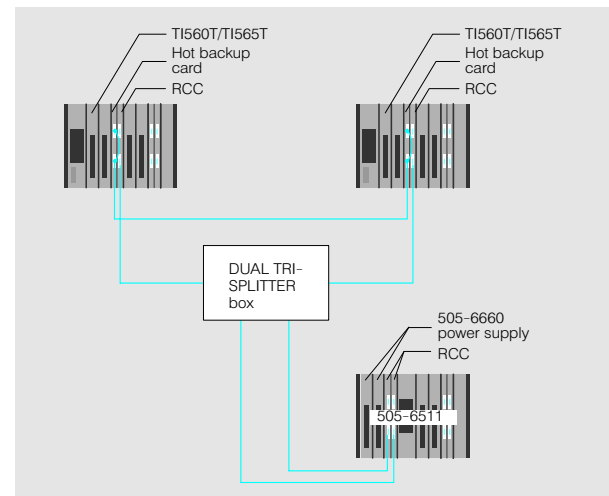 TI560T/TI565T
Hot backup
card
RCC
TI560T/TI565T
Hot backup
card
RCC
DUAL TRI-
SPLITTER
box
505-6660
power supply
RCC
505-6511